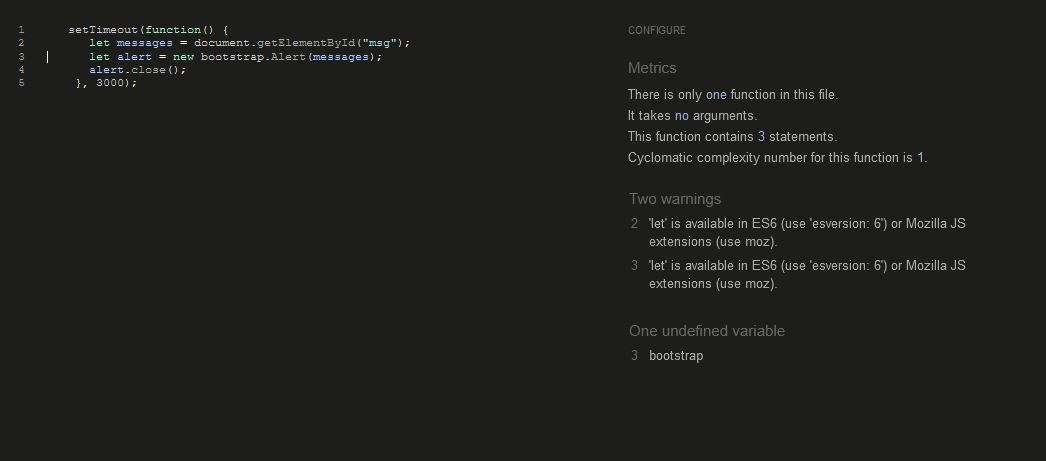 1 setTimeout(function() {
2 let messages = document.getElementById("msg");
3 let alert = new bootstrap.Alert(messages);
4 alert.close();
5 }, 3000);
CONFIGURE
Metrics
There is only one function in this file.
It takes no arguments.
This function contains 3 statements.
Cyclomatic complexity number for this function is 1.
Two warnings
2 'let' is available in ES6 (use 'esversion: 6') or Mozilla JS
extensions (use moz).
3 'let' is available in ES6 (use 'esversion: 6') or Mozilla JS
extensions (use moz).
One undefined variable
3 bootstrap